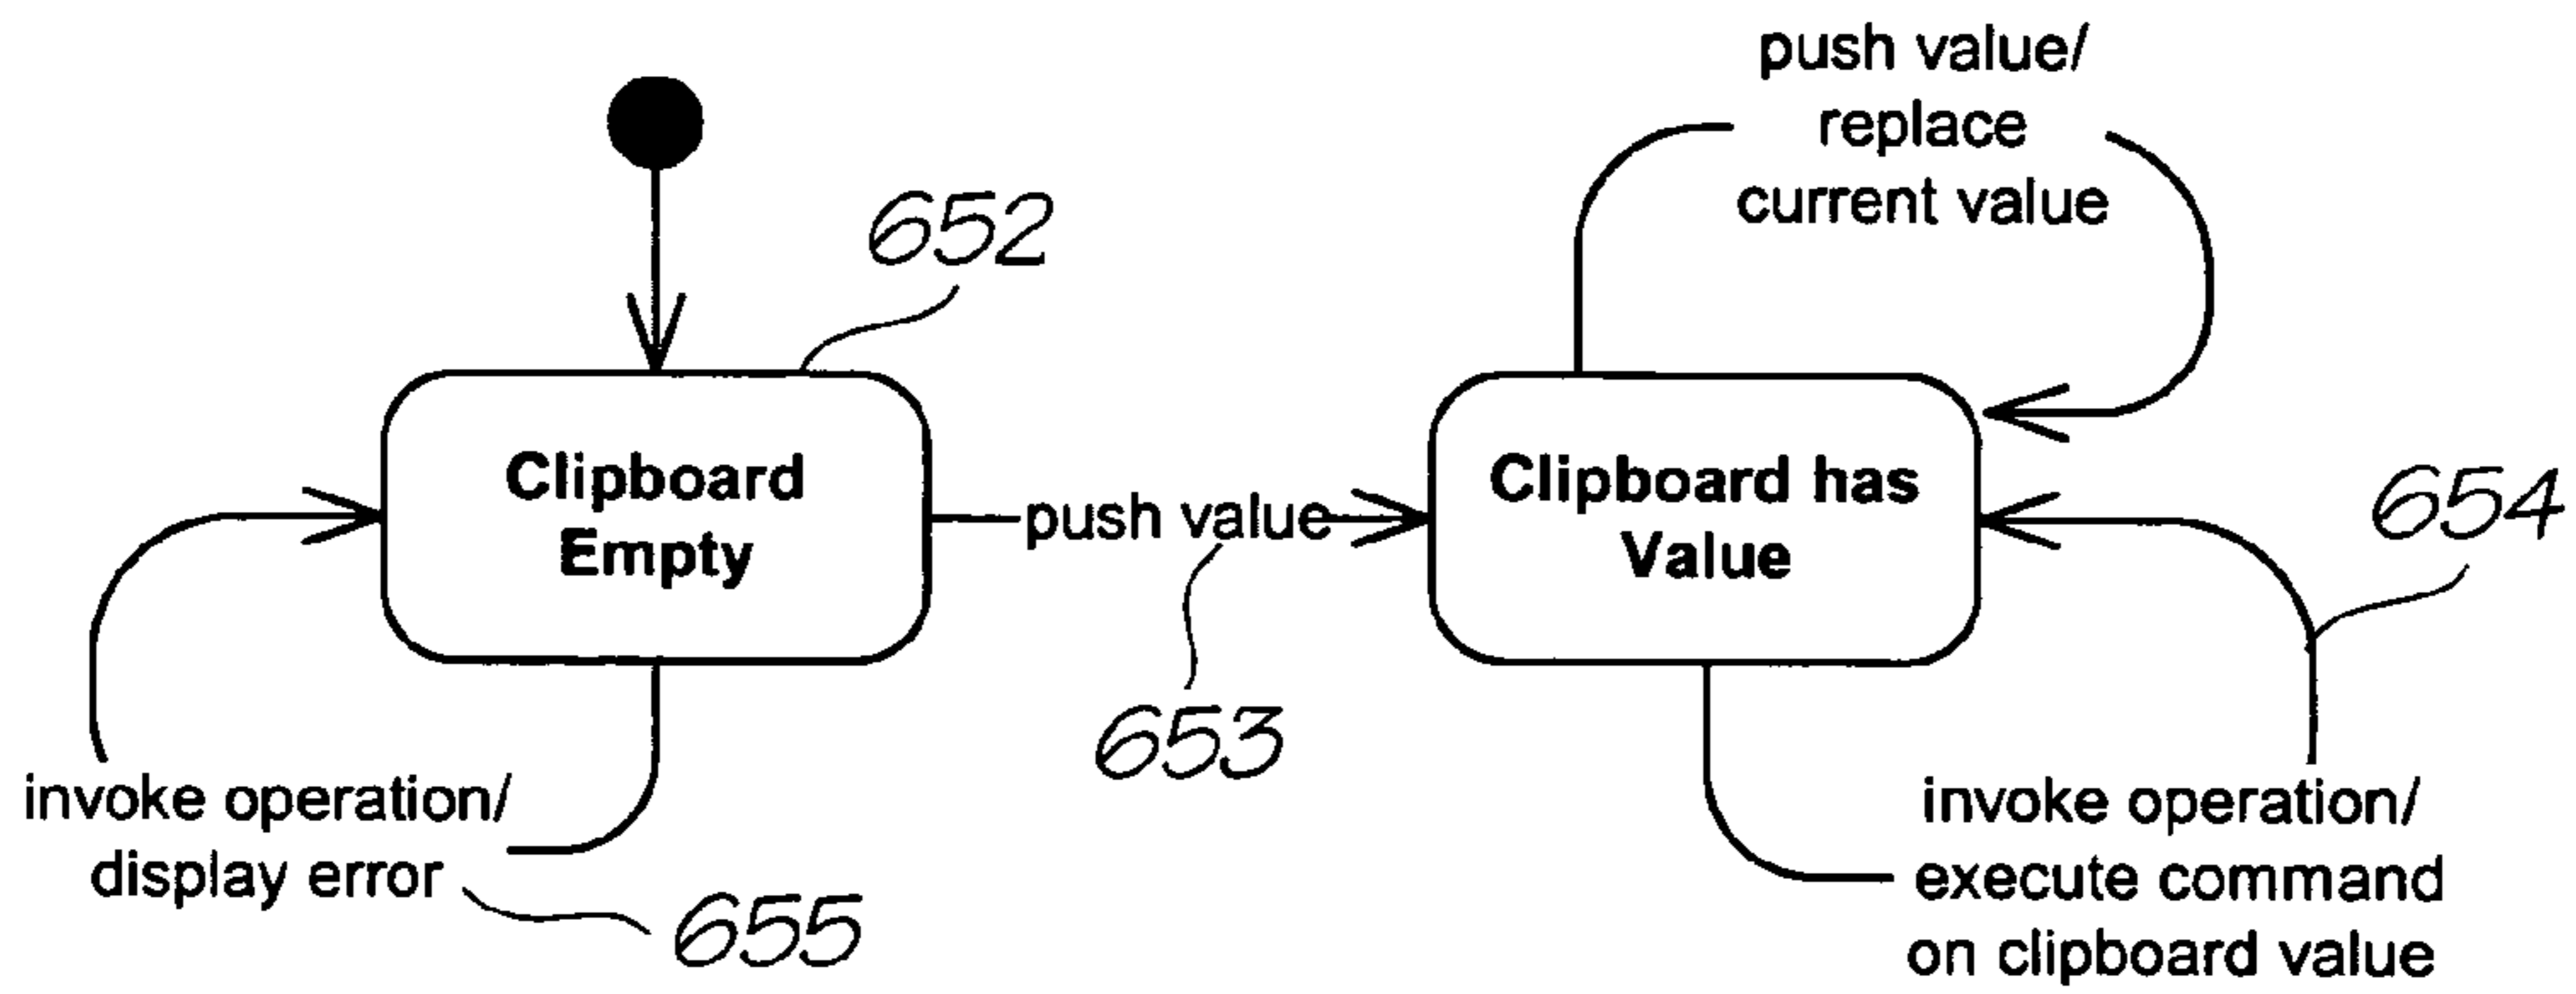 push value/
replace
current value
652
Clipboard
Empty
push value
Clipboard has
Value
654
653
invoke operation/
display error
655
invoke operation/
execute command
on clipboard value